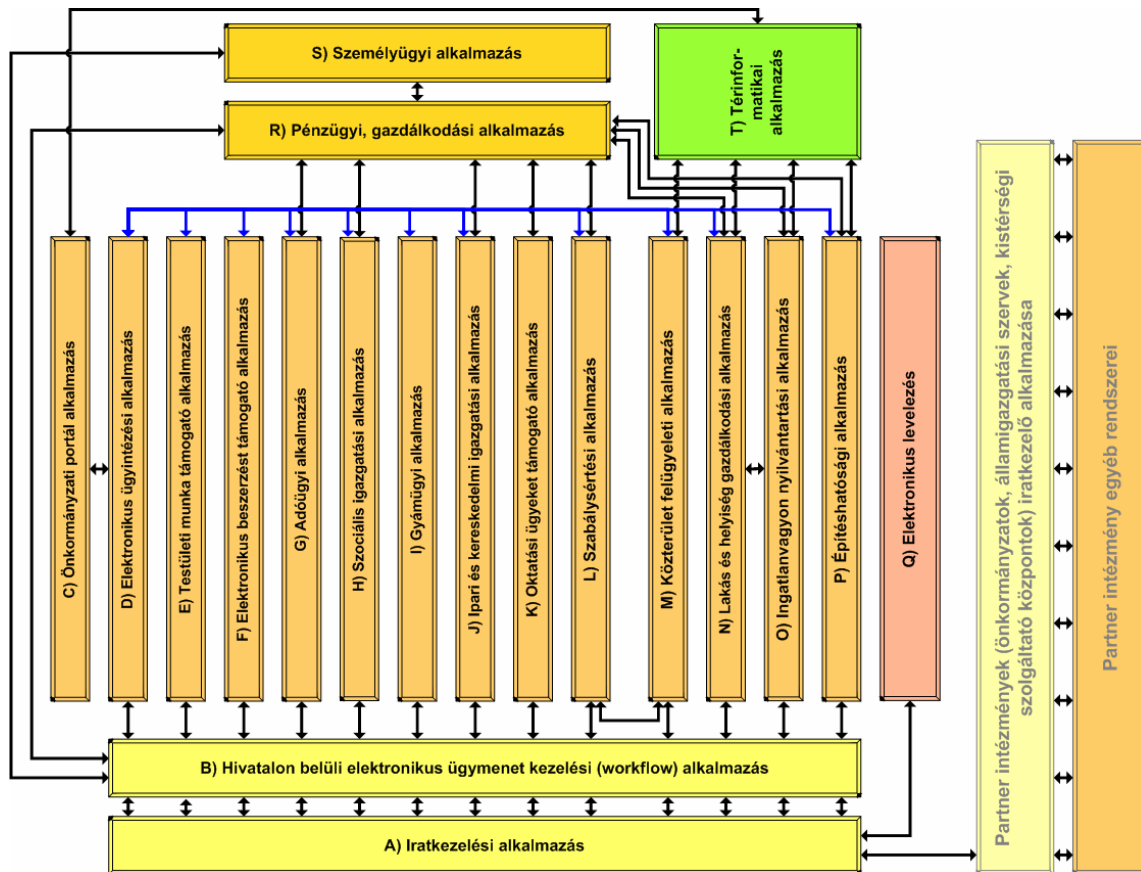 S) Személyügyi alkalmazás
R) Pénzügyi, gazdálkodási alkalmazás
T) Térinfor-
matikai
alkalmazás
C) Önkormányzati portál alkalmazás
D) Elektronikus ügyintézési alkalmazás
E) Testületi munka támogató alkalmazás
F) Elektronikus beszerzést támogató alkalmazás
G) Adóügyi alkalmazás
H) Szociális igazgatási alkalmazás
I) Gyámügyi alkalmazás
J) Ipari és kereskedelmi igazgatási alkalmazás
K) Oktatási ügyeket támogató alkalmazás
L) Szabálysértési alkalmazás
M) Közterület felügyeleti alkalmazás
N) Lakás és helyiség gazdálkodási alkalmazás
O) Ingatlanvagyon nyilvántartási alkalmazás
P) Építéshatósági alkalmazás
Q) Elektronikus levelezés
Partner intézmények (önkormányzatok, államigazgatási szervek, kistérségi
szolgáltató központok) iratkezelő alkalmazása
Partner intézmény egyéb rendszerei
B) Hivatalon belüli elektronikus ügymenet kezelési (workflow) alkalmazás
A) Iratkezelési alkalmazás